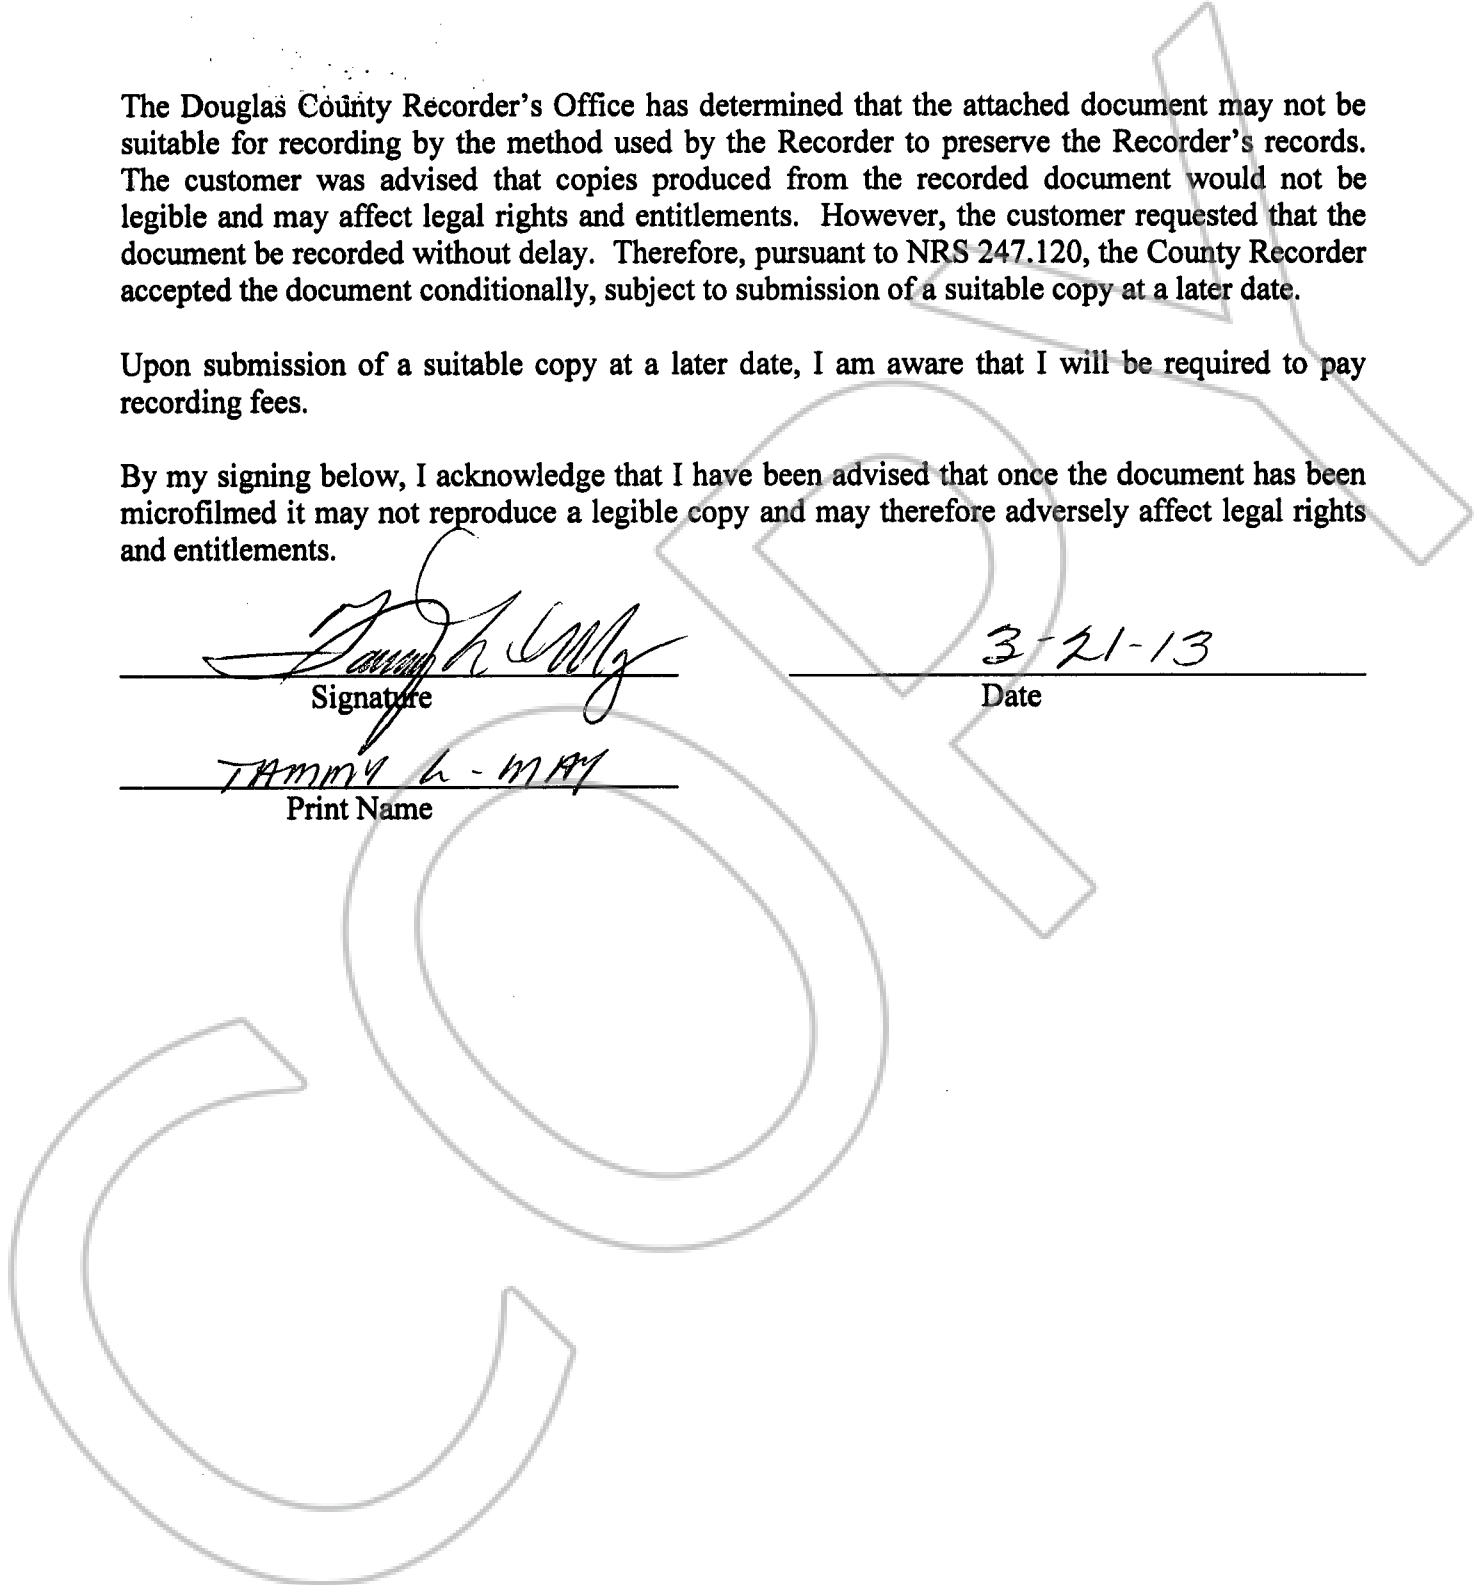 The Douglas County Recorder's Office has determined that the attached document may not be
suitable for recording by the method used by the Recorder to preserve the Recorder's records.
The customer was advised that copies produced from the recorded document would not be
legible and may affect legal rights and entitlements. However, the customer requested that the
document be recorded without delay. Therefore, pursuant to NRS 247.120, the County Recorder
accepted the document conditionally, subject to submission of a suitable copy at a later date.
Upon submission of a suitable copy at a later date, I am aware that I will be required to pay
recording fees.
By my signing below, I acknowledge that I have been advised that once the document has been
microfilmed it may not reproduce a legible copy and may therefore adversely affect legal rights
and entitlements.
Tammy L May
3-21-13
Signature
Date
TAMMY L - MAY
Print Name
COPY